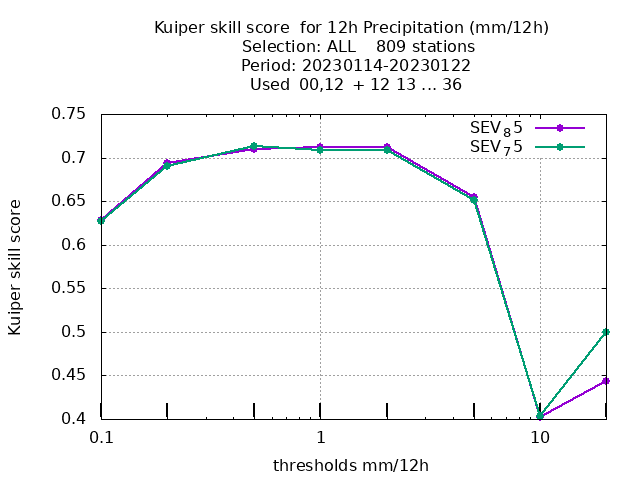 Kuiper skill score  for 12h Precipitation (mm/12h)
Selection: ALL    809 stations
Period: 20230114-20230122
Used  00,12  + 12 13 ... 36
SEV₈5
SEV₇5
0.75
0.7
0.65
0.6
0.55
0.5
0.45
0.4
Kuiper skill score
0.1
1
10
thresholds mm/12h